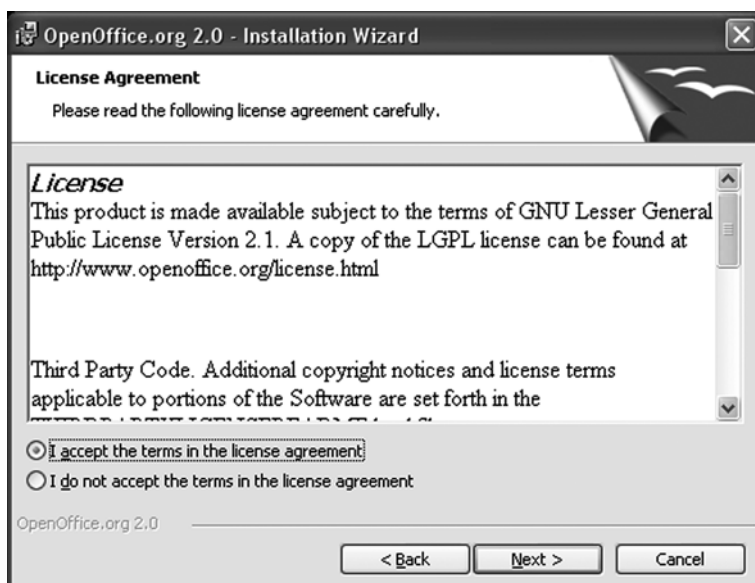 OpenOffice.org 2.0 - Installation Wizard
License Agreement
Please read the following license agreement carefully.
License
This product is made available subject to the terms of GNU Lesser General
Public License Version 2.1. A copy of the LGPL license can be found at
http://www.openoffice.org/license.html
Third Party Code. Additional copyright notices and license terms
applicable to portions of the Software are set forth in the
I accept the terms in the license agreement
I do not accept the terms in the license agreement
OpenOffice.org 2.0
< Back
Next >
Cancel